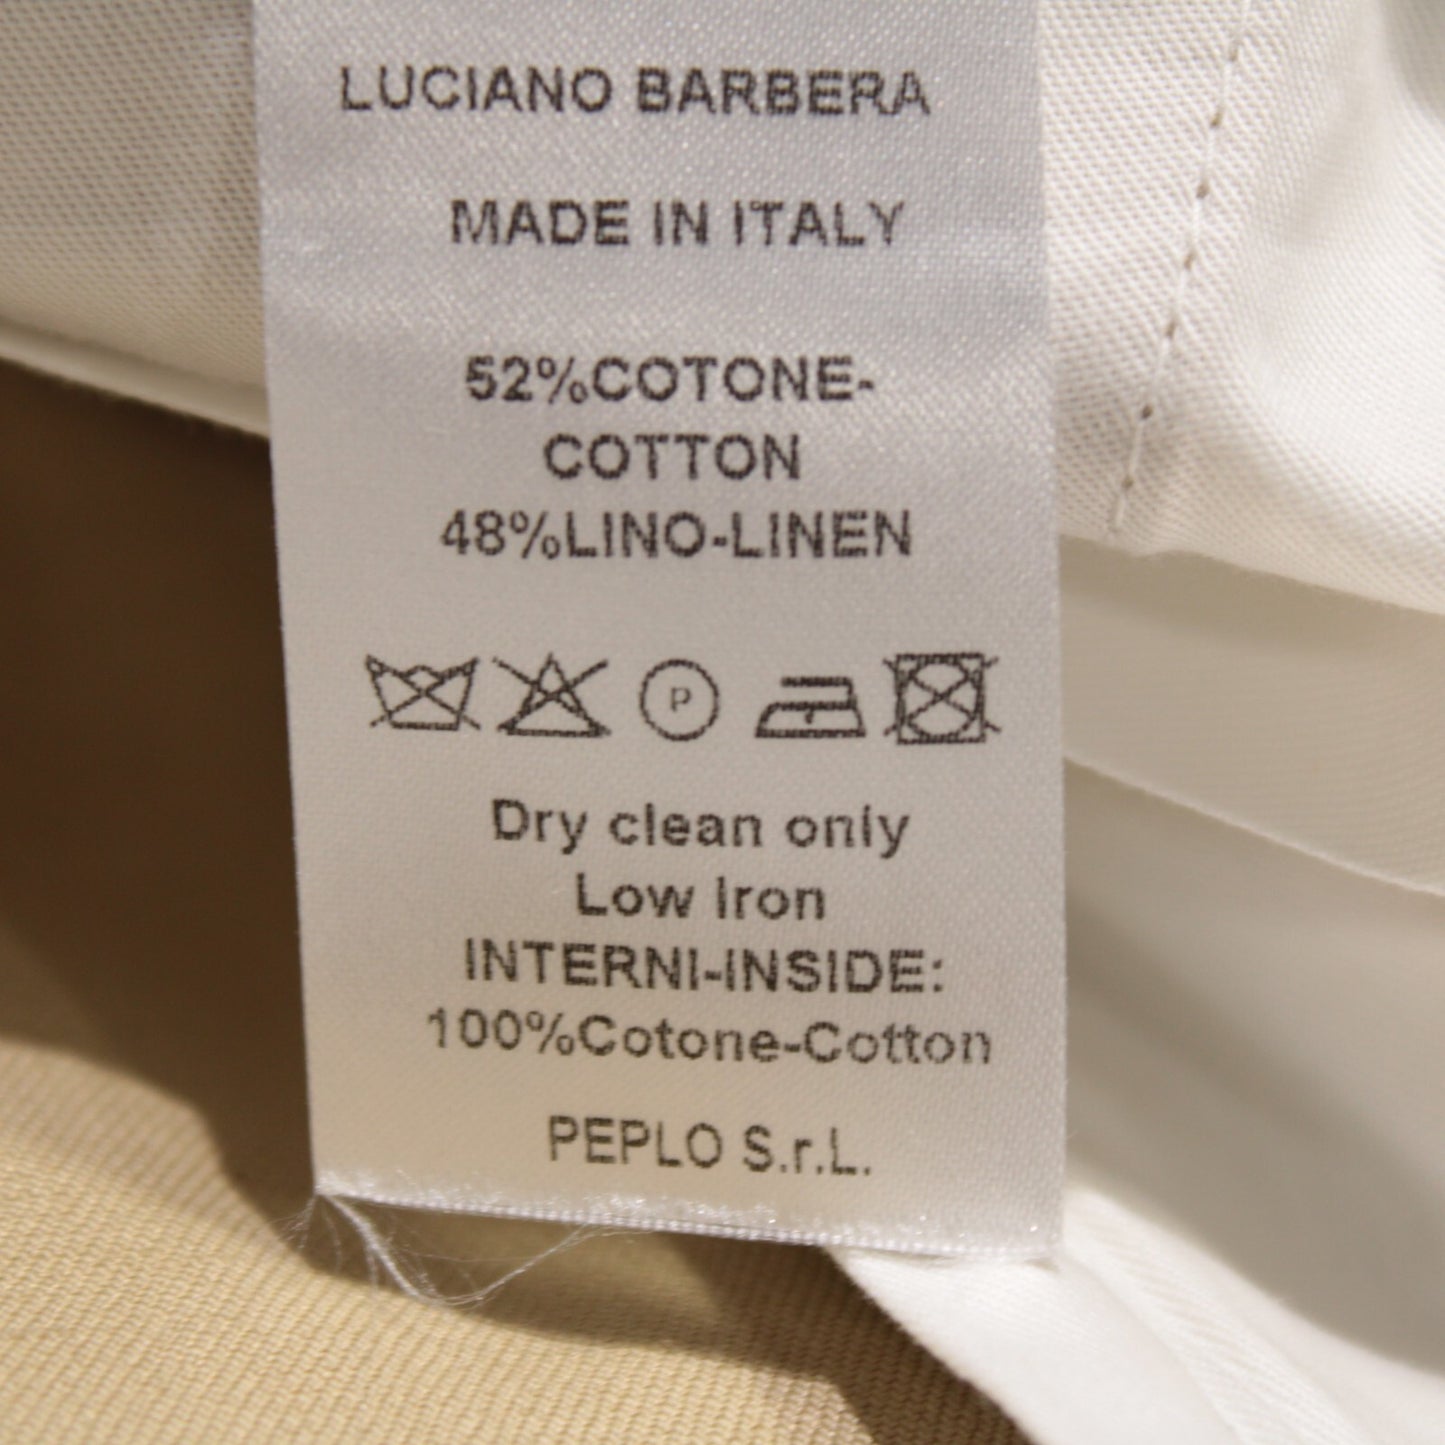 LUCIANO BARBERA
MADE IN ITALY
52%COTONE-
COTTON
48%LINO-LINEN
P
Dry clean only
Low Iron
INTERNI-INSIDE:
100%Cotone-Cotton
PEPLO S.r.L.